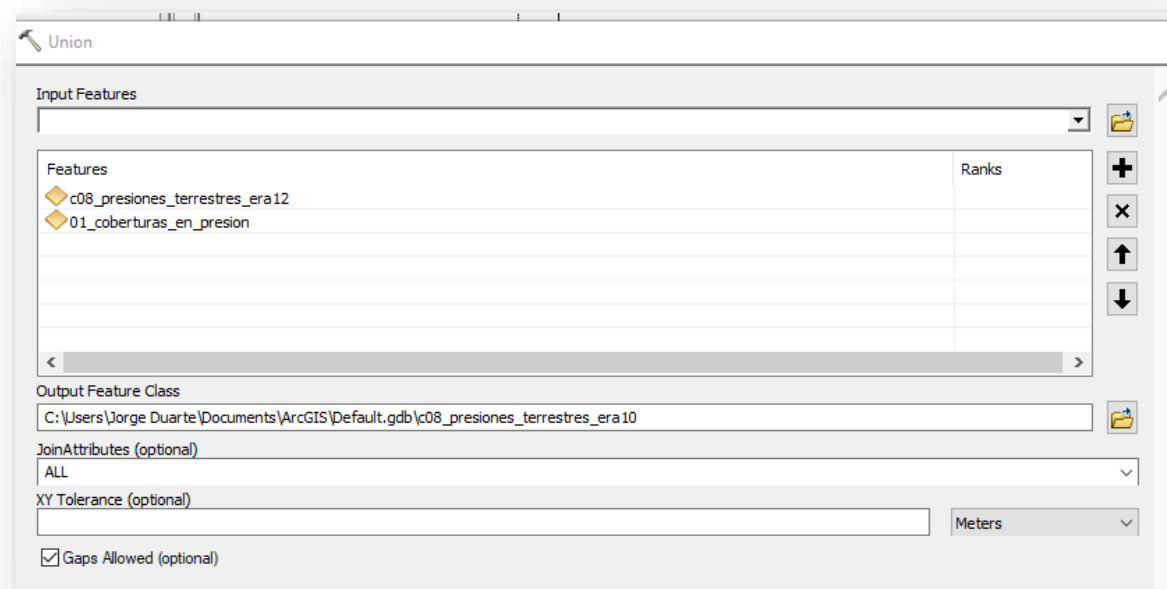 Union
Input Features
Features Ranks
c08_presiones_terrestres_era12
01_coberturas_en_presion
Output Feature Class
C:\Users\Jorge Duarte\Documents\ArcGIS\Default.gdb\c08_presiones_terrestres_era10
JoinAttributes (optional)
ALL
XY Tolerance (optional)
Meters
Gaps Allowed (optional)